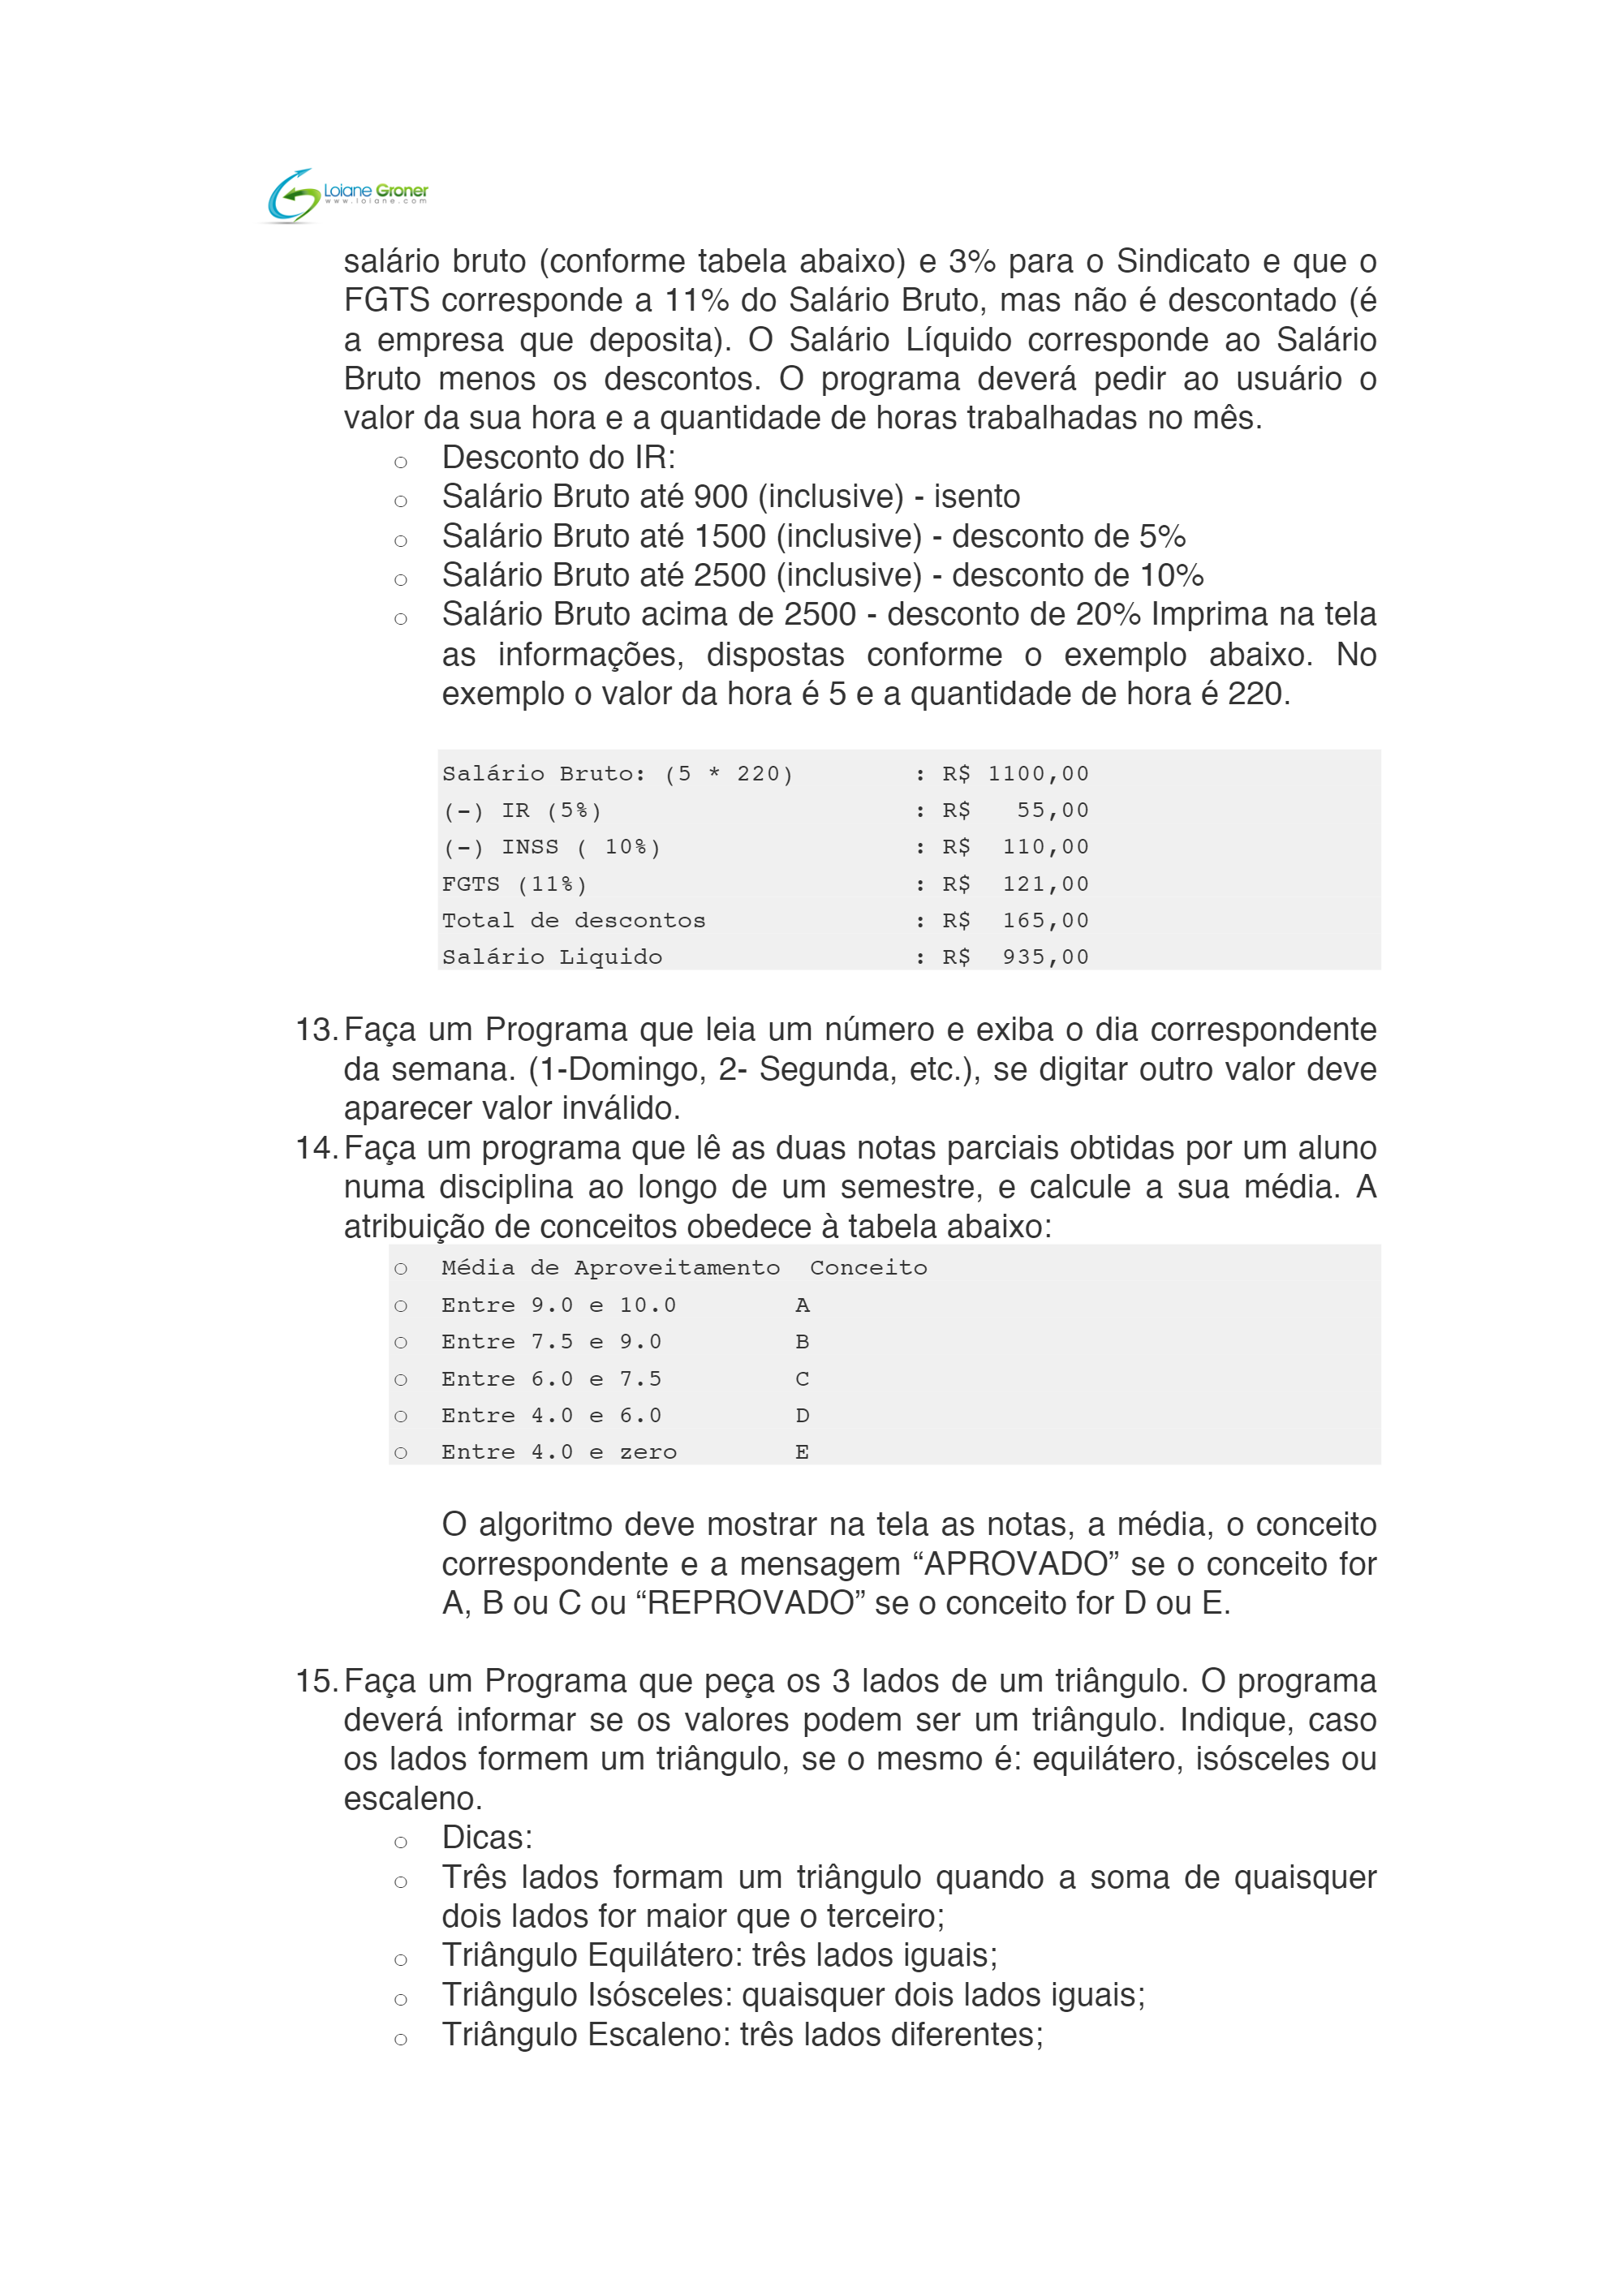 Loiane Groner
www.loiane.com
salário bruto (conforme tabela abaixo) e 3% para o Sindicato e que o
FGTS corresponde a 11% do Salário Bruto, mas não é descontado (é
a empresa que deposita). O Salário Líquido corresponde ao Salário
Bruto menos os descontos. O programa deverá pedir ao usuário o
valor da sua hora e a quantidade de horas trabalhadas no mês.
○ Desconto do IR:
○ Salário Bruto até 900 (inclusive) - isento
○ Salário Bruto até 1500 (inclusive) - desconto de 5%
○ Salário Bruto até 2500 (inclusive) - desconto de 10%
○ Salário Bruto acima de 2500 - desconto de 20% Imprima na tela
as informações, dispostas conforme o exemplo abaixo. No
exemplo o valor da hora é 5 e a quantidade de hora é 220.
Salário Bruto: (5 * 220) : R$ 1100,00
(-) IR (5%) : R$ 55,00
(-) INSS ( 10%) : R$ 110,00
FGTS (11%) : R$ 121,00
Total de descontos : R$ 165,00
Salário Liquido : R$ 935,00
13. Faça um Programa que leia um número e exiba o dia correspondente
da semana. (1-Domingo, 2- Segunda, etc.), se digitar outro valor deve
aparecer valor inválido.
14. Faça um programa que lê as duas notas parciais obtidas por um aluno
numa disciplina ao longo de um semestre, e calcule a sua média. A
atribuição de conceitos obedece à tabela abaixo:
○ Média de Aproveitamento Conceito
○ Entre 9.0 e 10.0 A
○ Entre 7.5 e 9.0 B
○ Entre 6.0 e 7.5 C
○ Entre 4.0 e 6.0 D
○ Entre 4.0 e zero E
O algoritmo deve mostrar na tela as notas, a média, o conceito
correspondente e a mensagem “APROVADO” se o conceito for
A, B ou C ou “REPROVADO” se o conceito for D ou E.
15. Faça um Programa que peça os 3 lados de um triângulo. O programa
deverá informar se os valores podem ser um triângulo. Indique, caso
os lados formem um triângulo, se o mesmo é: equilátero, isósceles ou
escaleno.
○ Dicas:
○ Três lados formam um triângulo quando a soma de quaisquer
dois lados for maior que o terceiro;
○ Triângulo Equilátero: três lados iguais;
○ Triângulo Isósceles: quaisquer dois lados iguais;
○ Triângulo Escaleno: três lados diferentes;